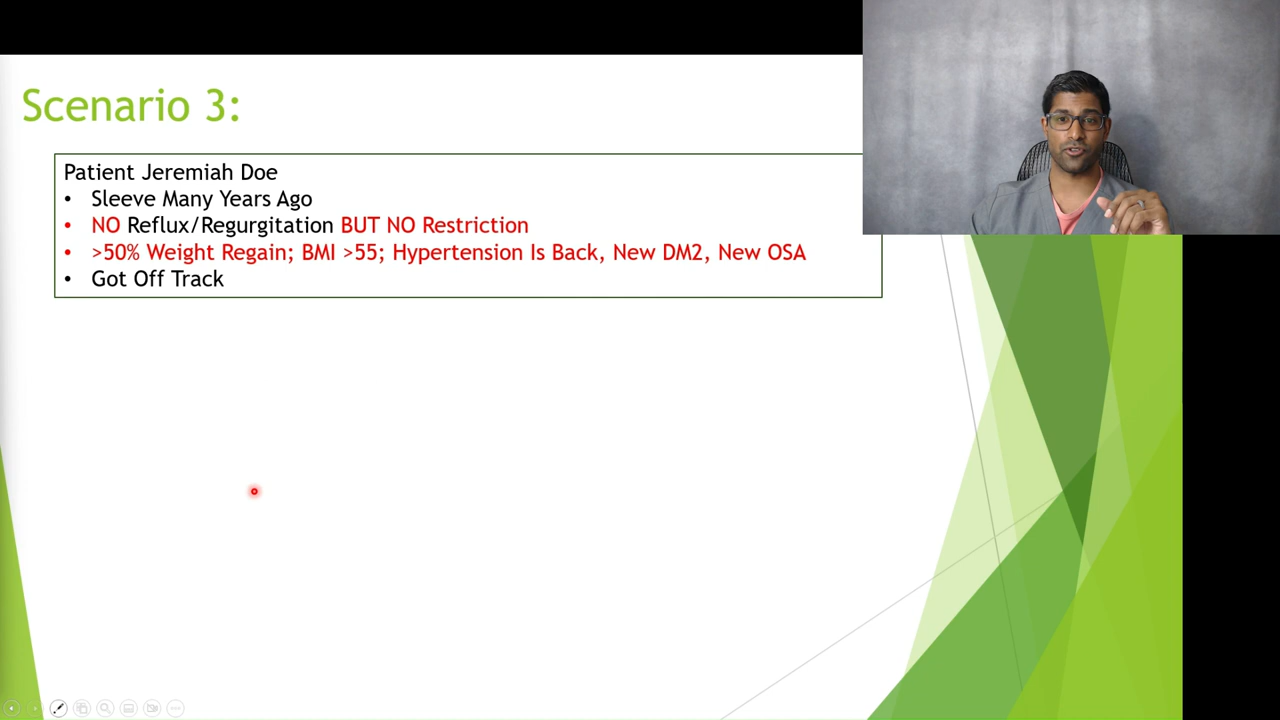 Scenario 3:
Patient Jeremiah Doe
• Sleeve Many Years Ago
• NO Reflux/Regurgitation BUT NO Restriction
• >50% Weight Regain; BMI >55; Hypertension Is Back, New DM2, New OSA
• Got Off Track